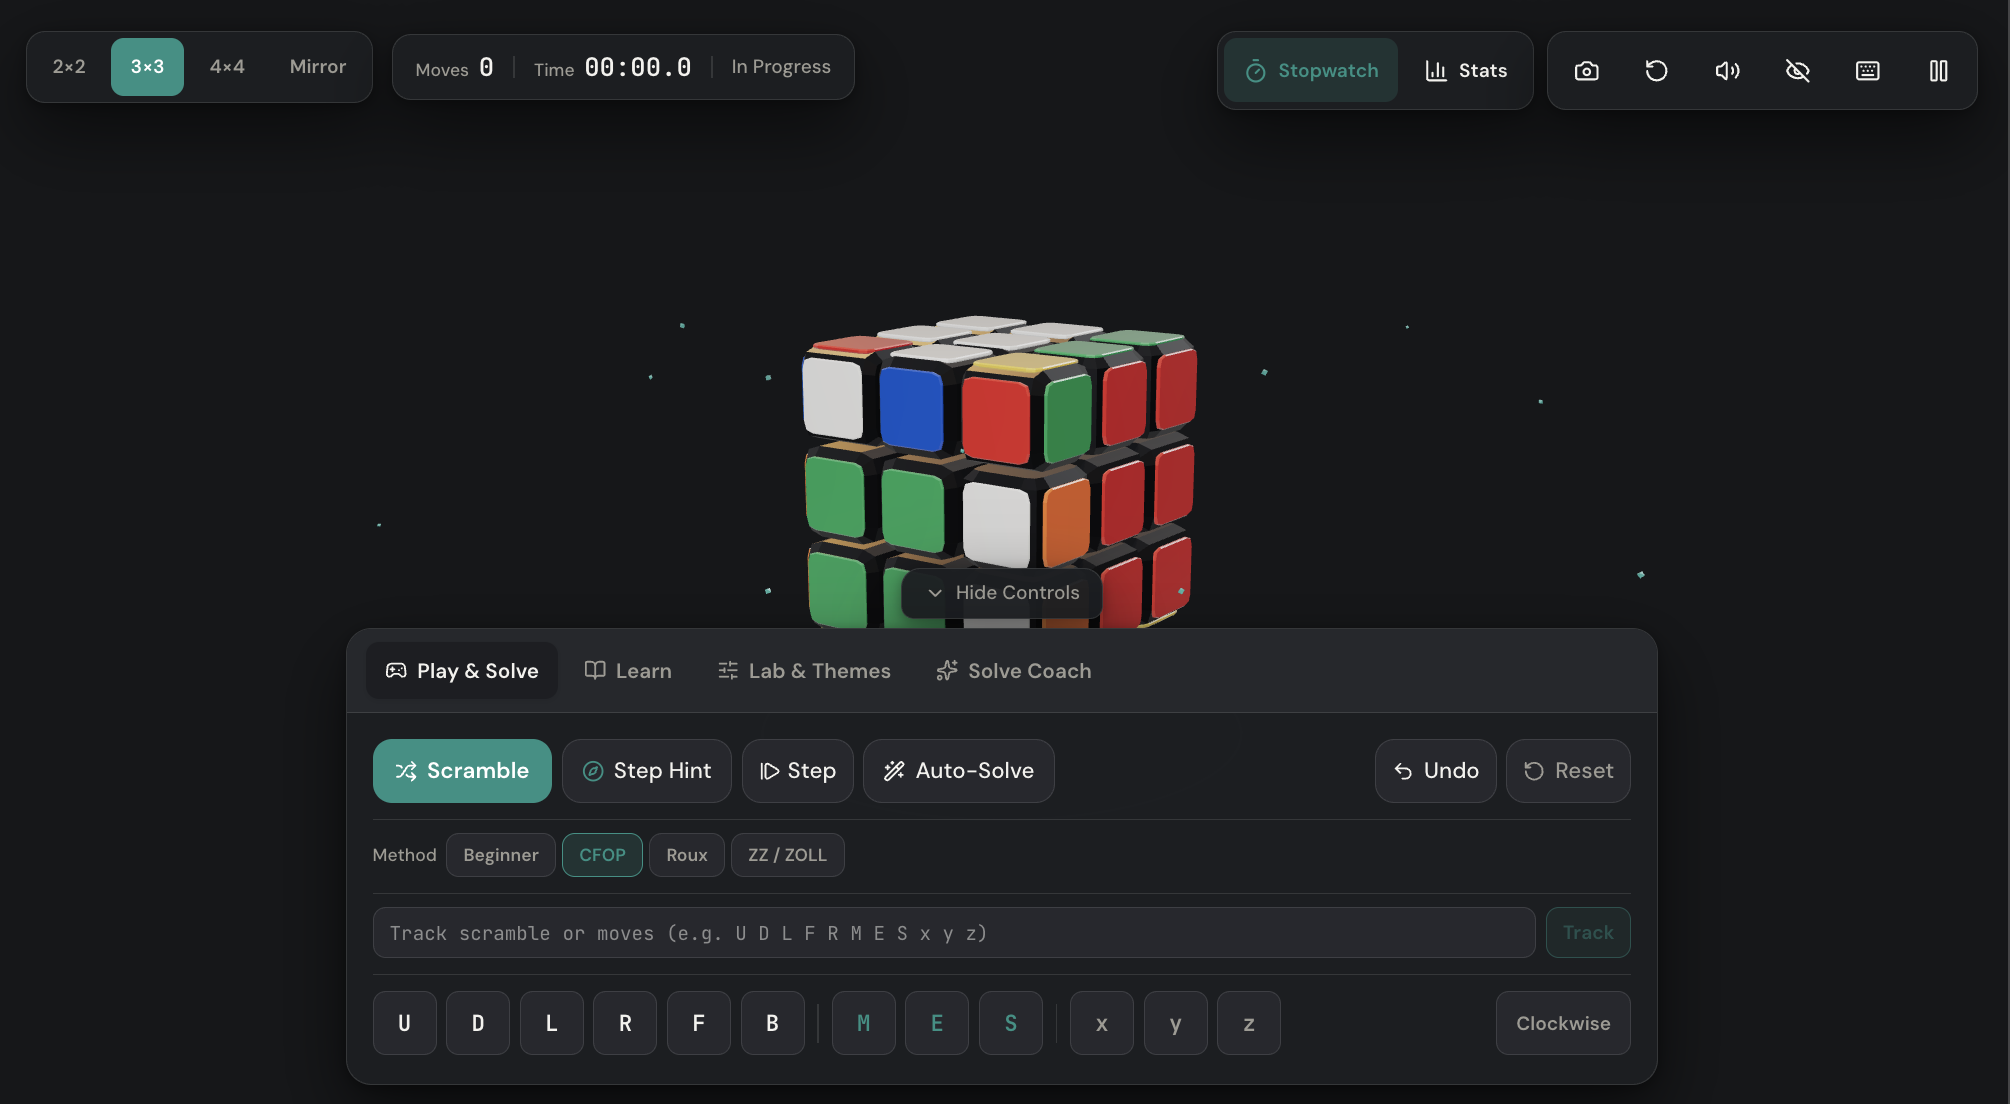 2×2 3×3 4×4 Mirror
Moves 0 Time 00:00.0 In Progress
Stopwatch Stats
Hide Controls
Play & Solve Learn Lab & Themes Solve Coach
Scramble Step Hint Step Auto-Solve Undo Reset
Method Beginner CFOP Roux ZZ / ZOLL
Track scramble or moves (e.g. U D L F R M E S x y z) Track
U D L R F B M E S x y z Clockwise